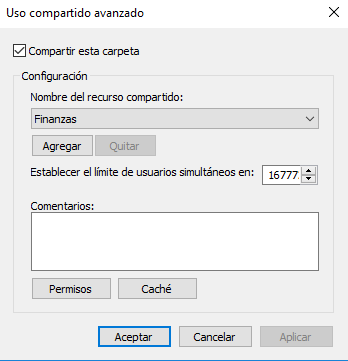 Uso compartido avanzado
Compartir esta carpeta
Configuración
Nombre del recurso compartido:
Finanzas
Agregar Quitar
Establecer el límite de usuarios simultáneos en: 16777
Comentarios:
Permisos Caché
Aceptar Cancelar Aplicar